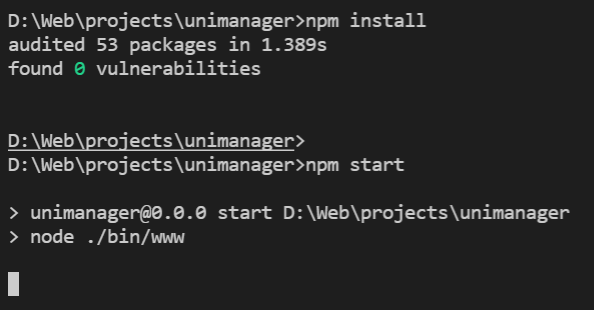 D:\Web\projects\unimanager>npm install
audited 53 packages in 1.389s
found 0 vulnerabilities
D:\Web\projects\unimanager>
D:\Web\projects\unimanager>npm start
> unimanager@0.0.0 start D:\Web\projects\unimanager
> node ./bin/www